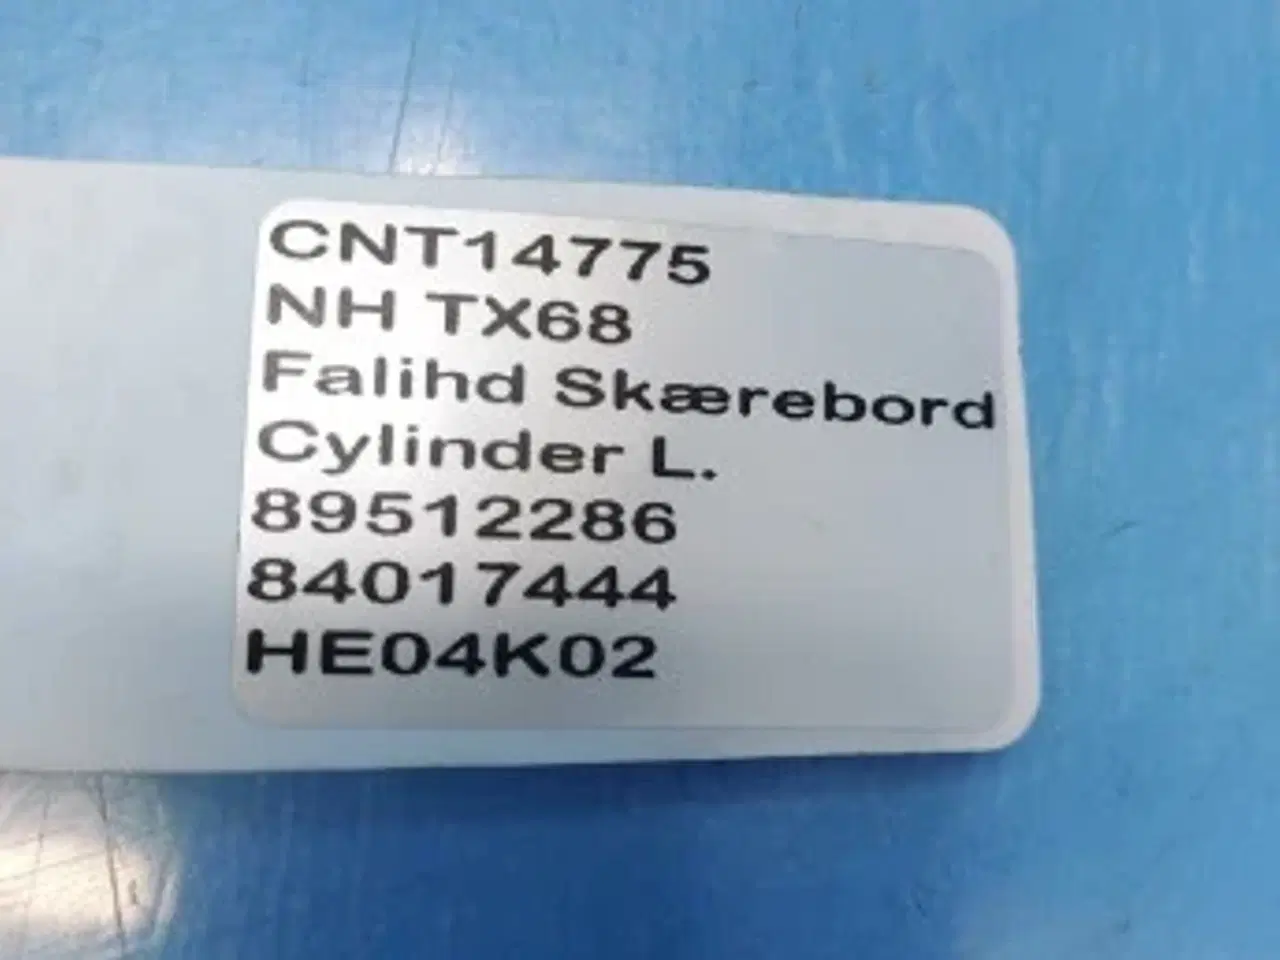 CNT14775
NH TX68
Falihd Skærebord
Cylinder L.
89512286
84017444
HE04K02